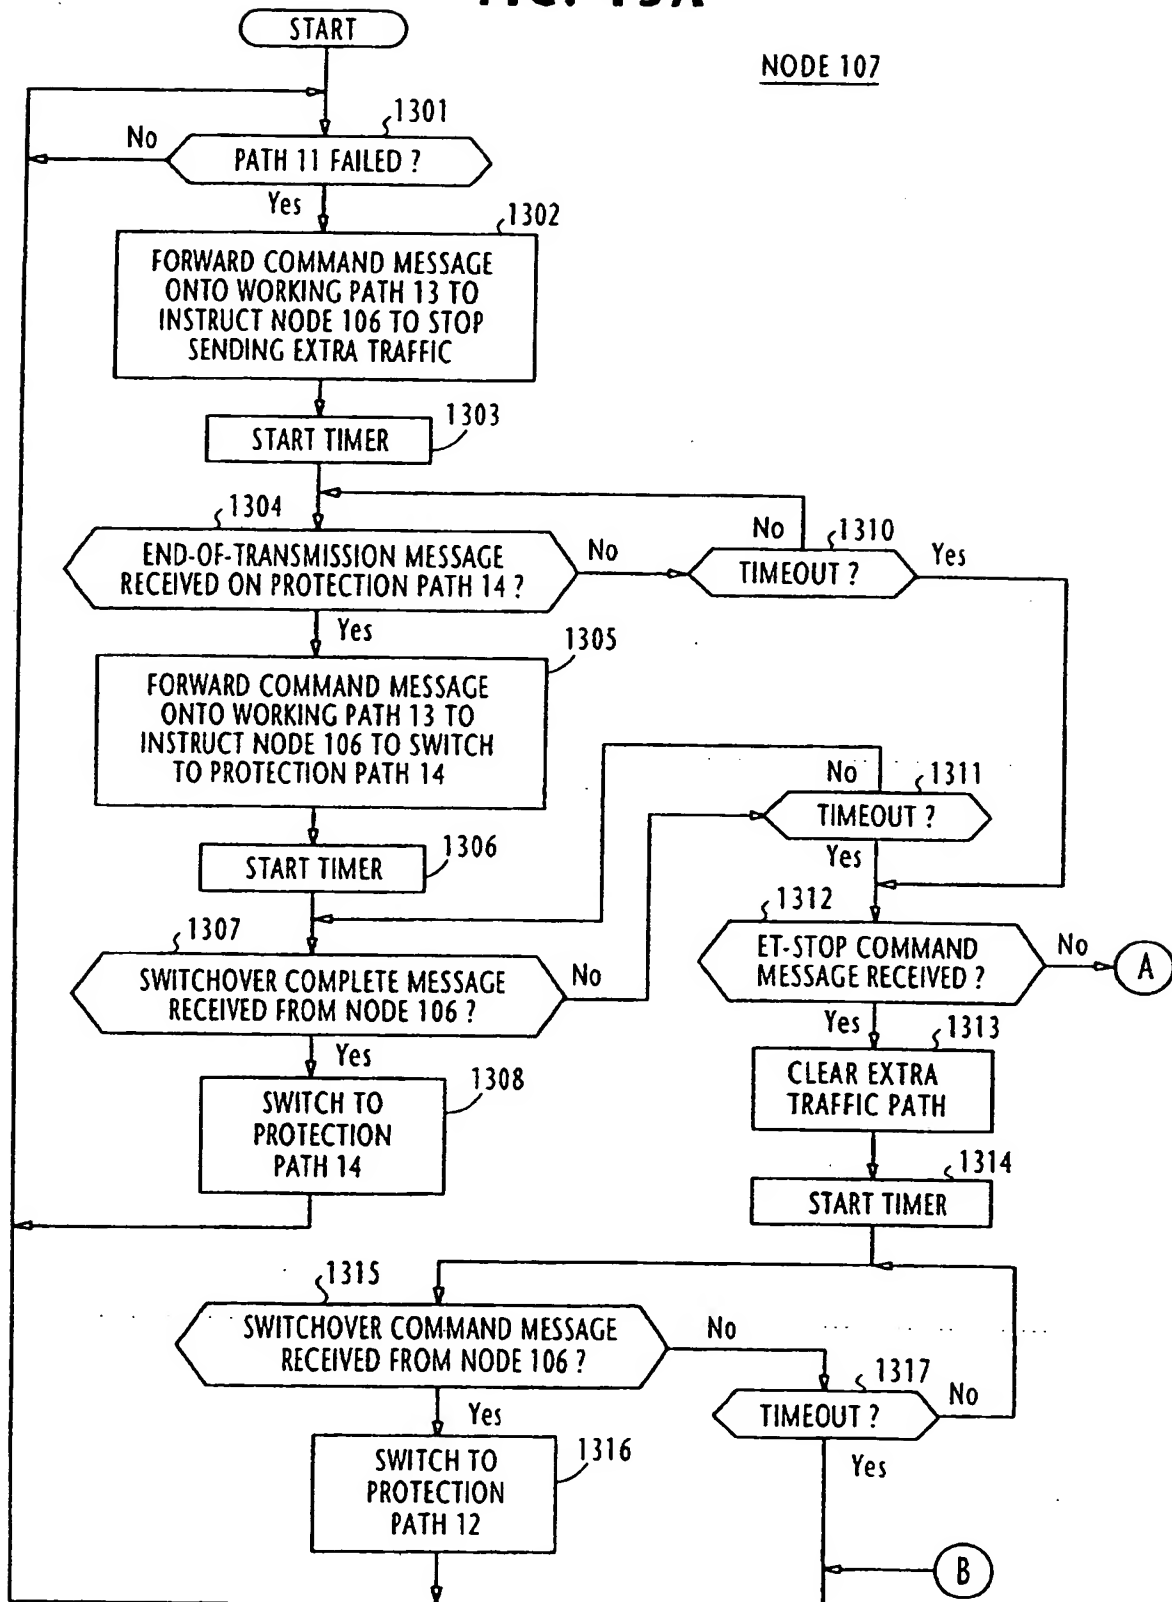 FIG. 13A
START
NODE 107
1301
No
PATH 11 FAILED ?
Yes
1302
FORWARD COMMAND MESSAGE
ONTO WORKING PATH 13 TO
INSTRUCT NODE 106 TO STOP
SENDING EXTRA TRAFFIC
1303
START TIMER
1304
END-OF-TRANSMISSION MESSAGE
RECEIVED ON PROTECTION PATH 14 ?
No
No
1310
TIMEOUT ?
Yes
Yes
1305
FORWARD COMMAND MESSAGE
ONTO WORKING PATH 13 TO
INSTRUCT NODE 106 TO SWITCH
TO PROTECTION PATH 14
No
1311
TIMEOUT ?
Yes
1306
START TIMER
1307
SWITCHOVER COMPLETE MESSAGE
RECEIVED FROM NODE 106 ?
No
1312
ET-STOP COMMAND
MESSAGE RECEIVED ?
No
A
Yes
1308
SWITCH TO
PROTECTION
PATH 14
Yes
1313
CLEAR EXTRA
TRAFFIC PATH
1314
START TIMER
1315
SWITCHOVER COMMAND MESSAGE
RECEIVED FROM NODE 106 ?
No
1317
TIMEOUT ?
No
Yes
Yes
1316
SWITCH TO
PROTECTION
PATH 12
B